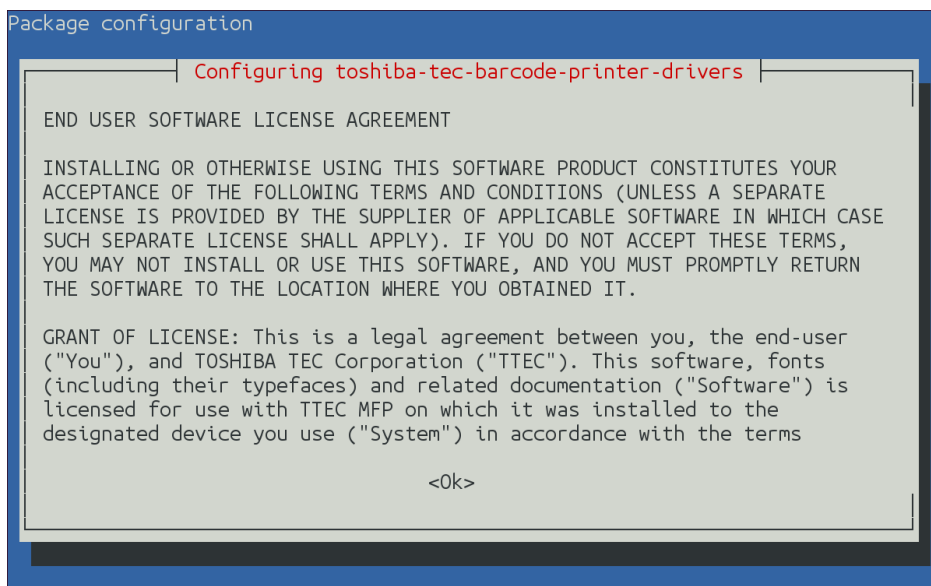 Package configuration
Configuring toshiba-tec-barcode-printer-drivers
END USER SOFTWARE LICENSE AGREEMENT
INSTALLING OR OTHERWISE USING THIS SOFTWARE PRODUCT CONSTITUTES YOUR
ACCEPTANCE OF THE FOLLOWING TERMS AND CONDITIONS (UNLESS A SEPARATE
LICENSE IS PROVIDED BY THE SUPPLIER OF APPLICABLE SOFTWARE IN WHICH CASE
SUCH SEPARATE LICENSE SHALL APPLY). IF YOU DO NOT ACCEPT THESE TERMS,
YOU MAY NOT INSTALL OR USE THIS SOFTWARE, AND YOU MUST PROMPTLY RETURN
THE SOFTWARE TO THE LOCATION WHERE YOU OBTAINED IT.
GRANT OF LICENSE: This is a legal agreement between you, the end-user
("You"), and TOSHIBA TEC Corporation ("TTEC"). This software, fonts
(including their typefaces) and related documentation ("Software") is
licensed for use with TTEC MFP on which it was installed to the
designated device you use ("System") in accordance with the terms
<Ok>